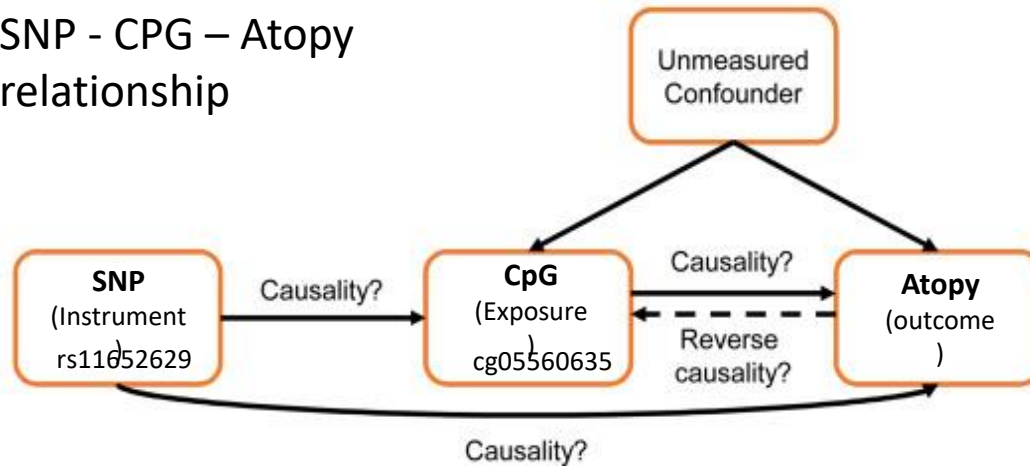 SNP - CPG – Atopy
relationship
Unmeasured
Confounder
SNP
(Instrument
)
rs11652629
Causality?
CpG
(Exposure
)
cg05560635
Causality?
Reverse
causality?
Atopy
(outcome
)
Causality?